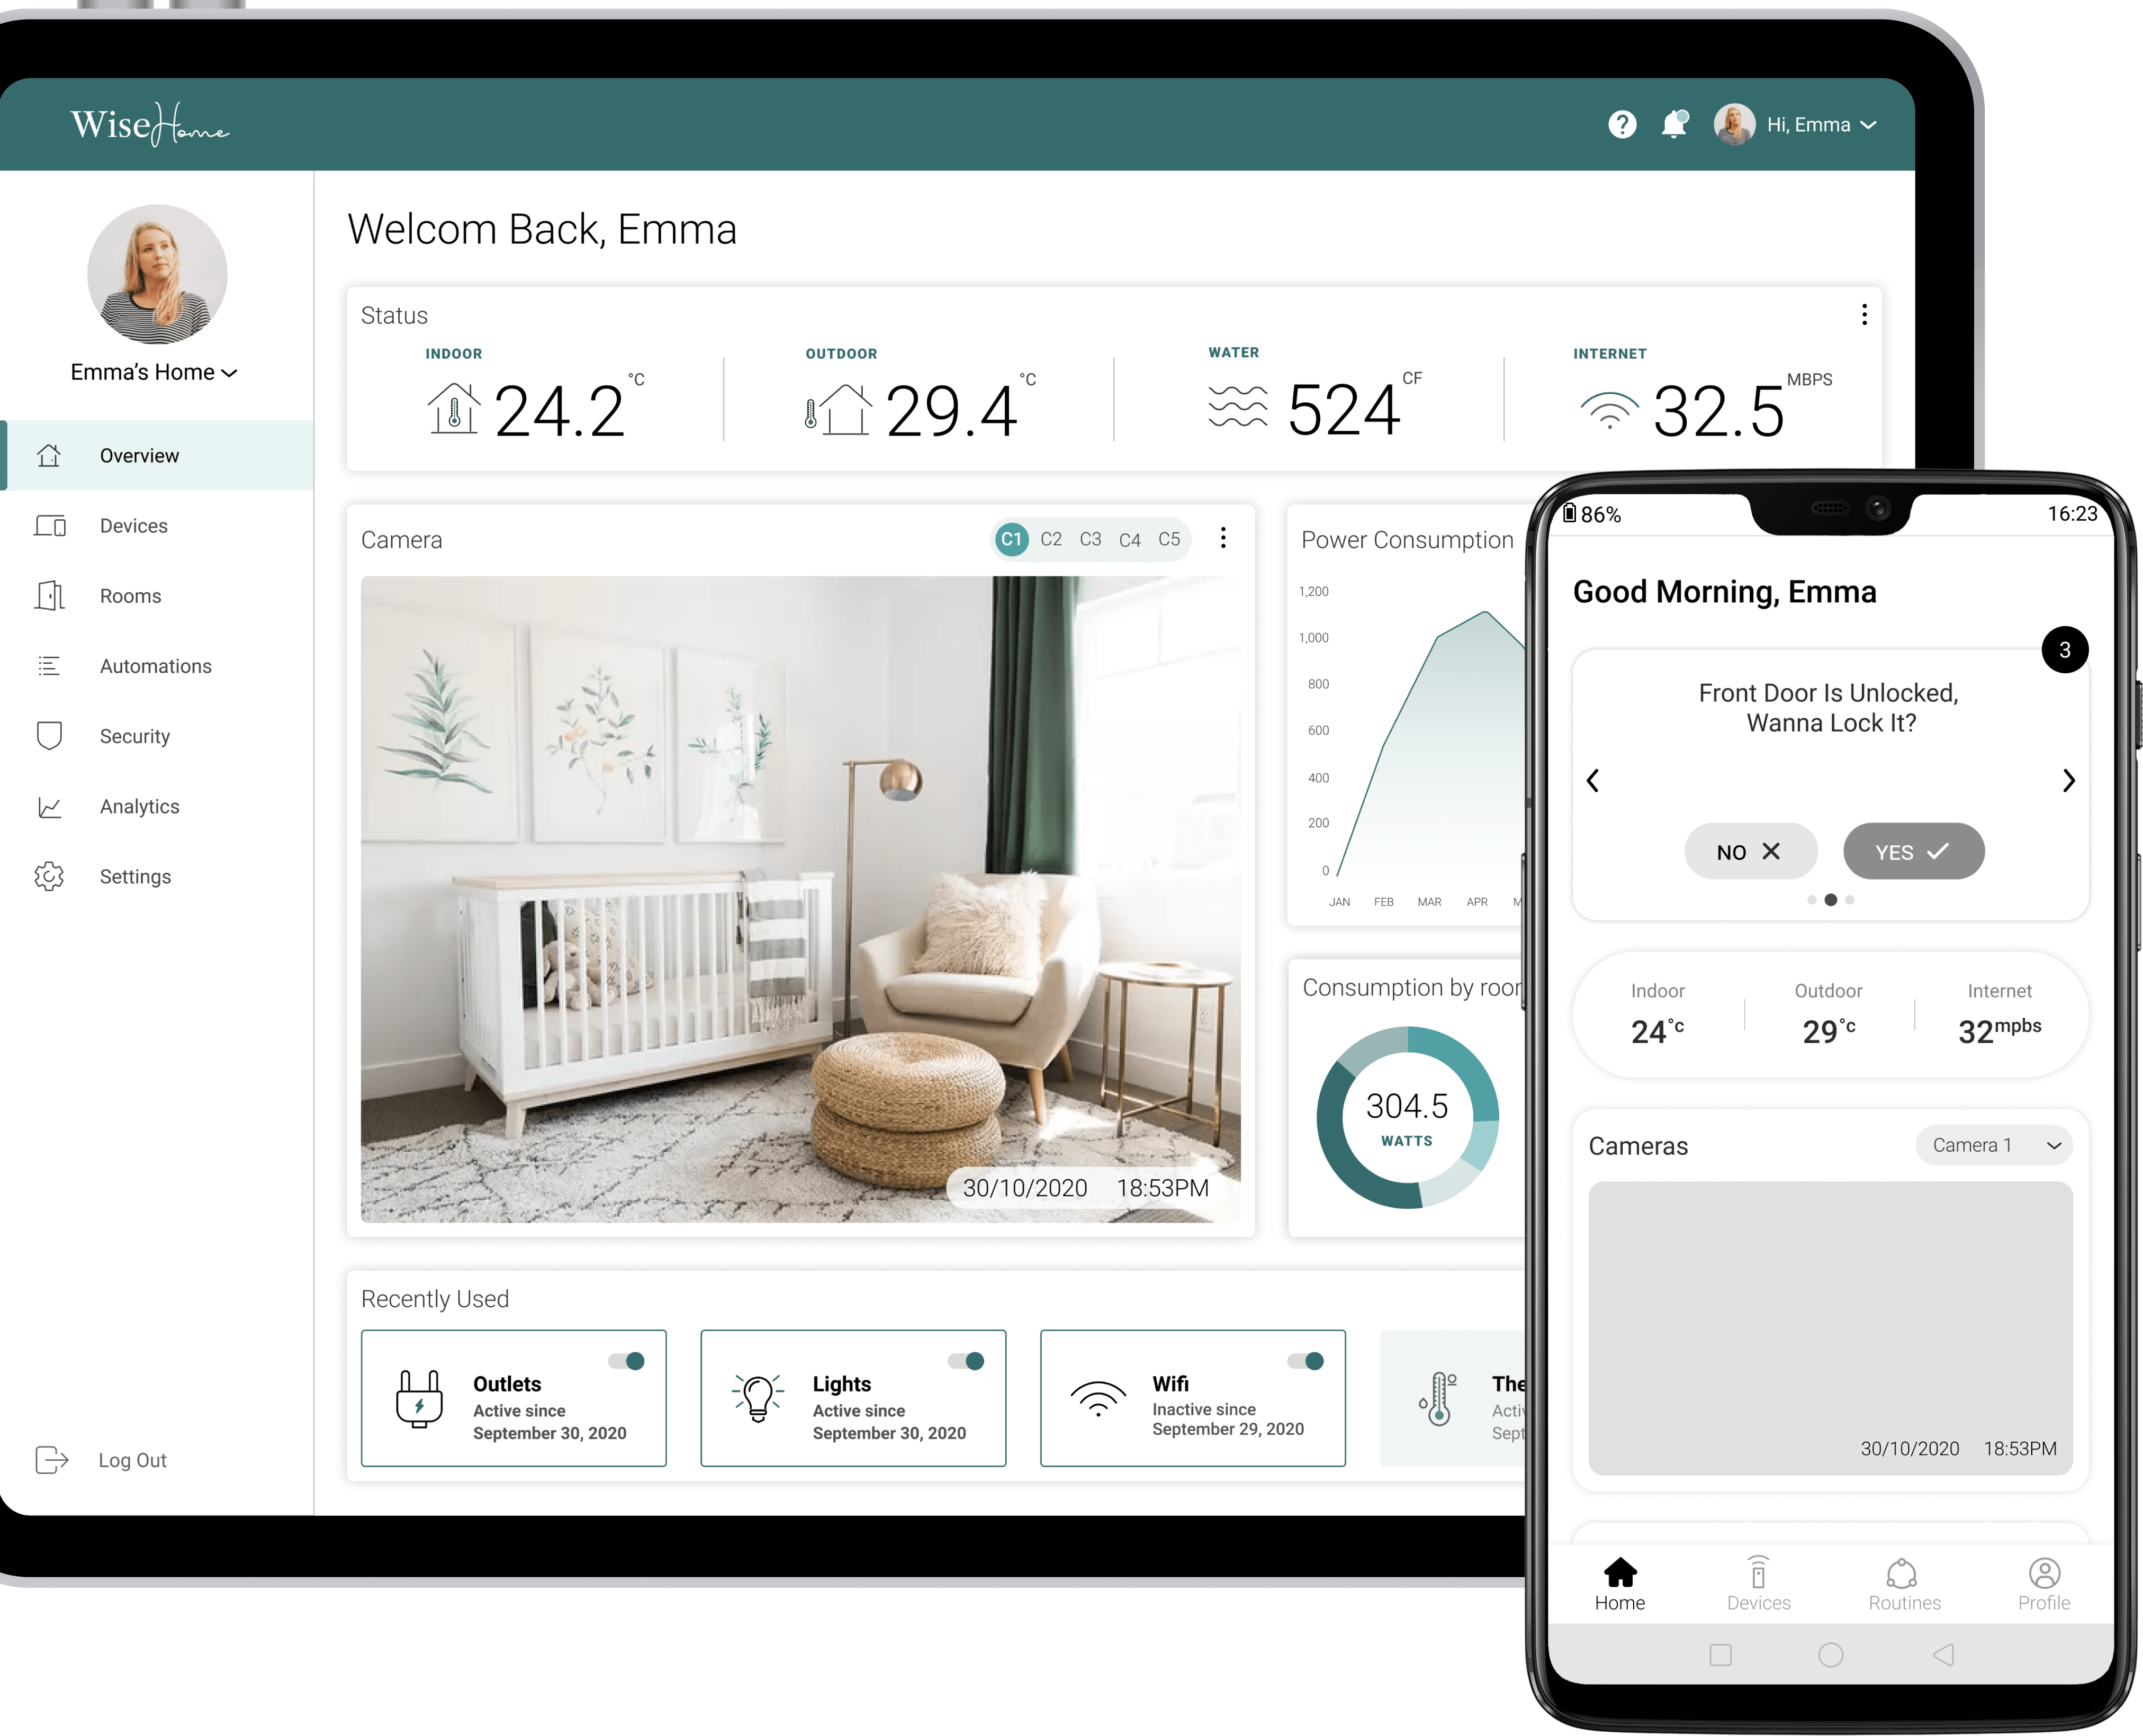 WiseHome
Hi, Emma
Emma's Home
Overview
Devices
Rooms
Automations
Security
Analytics
Settings
Log Out
Welcom Back, Emma
Status
INDOOR
24.2 °C
OUTDOOR
29.4 °C
WATER
524 CF
INTERNET
32.5 MBPS
Camera
C1 C2 C3 C4 C5
30/10/2020 18:53PM
Power Consumption
1,200
1,000
800
600
400
200
0
JAN FEB MAR APR M
Consumption by roor
304.5
WATTS
Recently Used
Outlets
Active since
September 30, 2020
Lights
Active since
September 30, 2020
Wifi
Inactive since
September 29, 2020
The
Activ
Sept
86% 16:23
Good Morning, Emma
3
Front Door Is Unlocked,
Wanna Lock It?
NO YES
Indoor Outdoor Internet
24°c 29°c 32mpbs
Cameras
Camera 1
30/10/2020 18:53PM
Home Devices Routines Profile